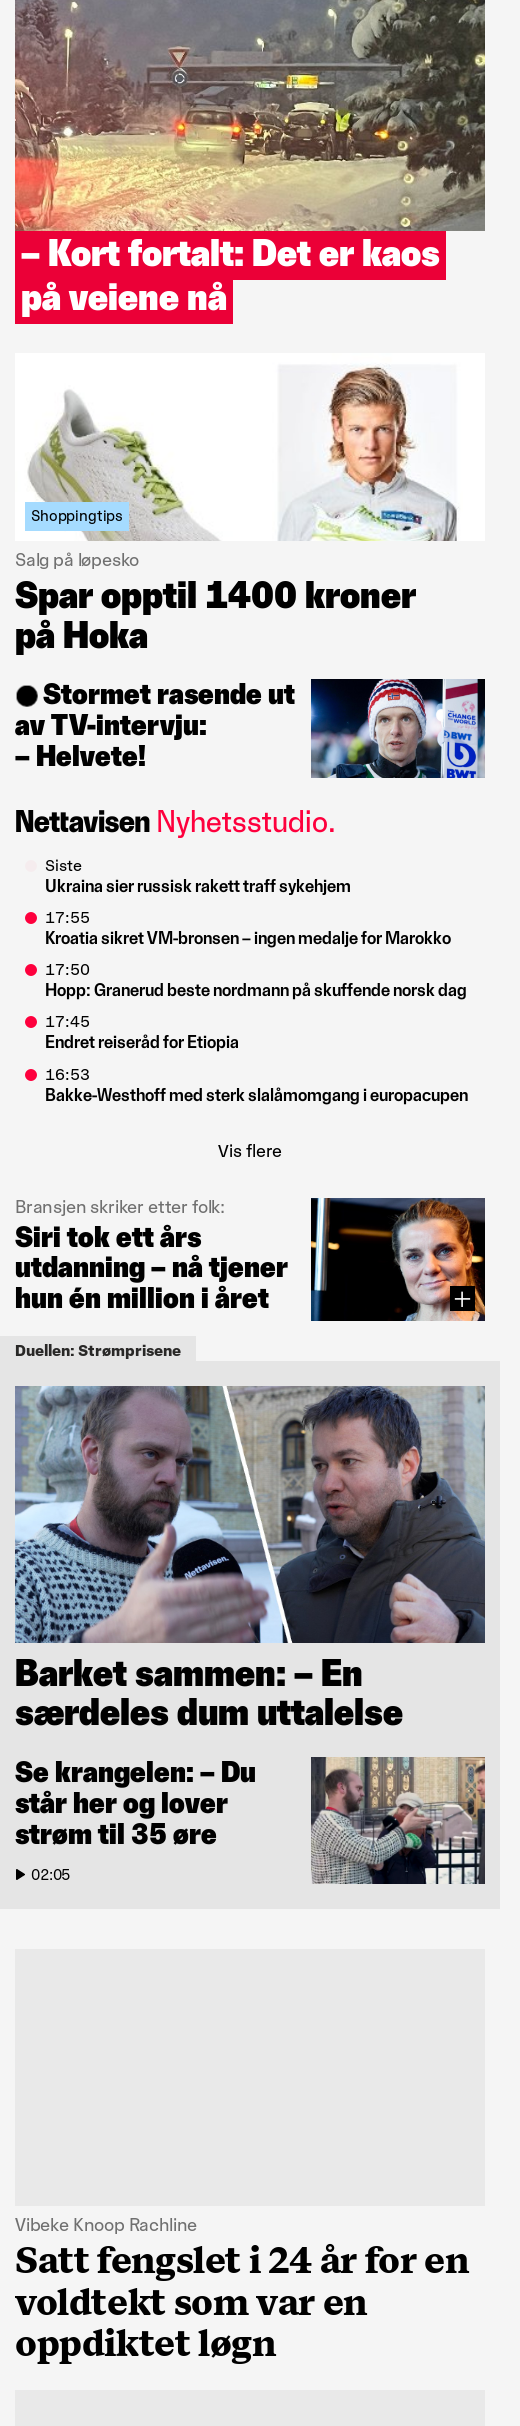 – Kort fortalt: Det er kaos
på veiene nå
Shoppingtips
Salg på løpesko
Spar opptil 1400 kroner
på Hoka
Stormet rasende ut
av TV-intervju:
– Helvete!
CHANGE
THE WORLD
BWT
BWT
Nettavisen Nyhetsstudio.
Siste
Ukraina sier russisk rakett traff sykehjem
17:55
Kroatia sikret VM-bronsen – ingen medalje for Marokko
17:50
Hopp: Granerud beste nordmann på skuffende norsk dag
17:45
Endret reiseråd for Etiopia
16:53
Bakke-Westhoff med sterk slalåmomgang i europacupen
Vis flere
Bransjen skriker etter folk:
Siri tok ett års
utdanning – nå tjener
hun én million i året
Duellen: Strømprisene
Nettavisen.
Barket sammen: – En
særdeles dum uttalelse
Se krangelen: – Du
står her og lover
strøm til 35 øre
02:05
Vibeke Knoop Rachline
Satt fengslet i 24 år for en
voldtekt som var en
oppdiktet løgn